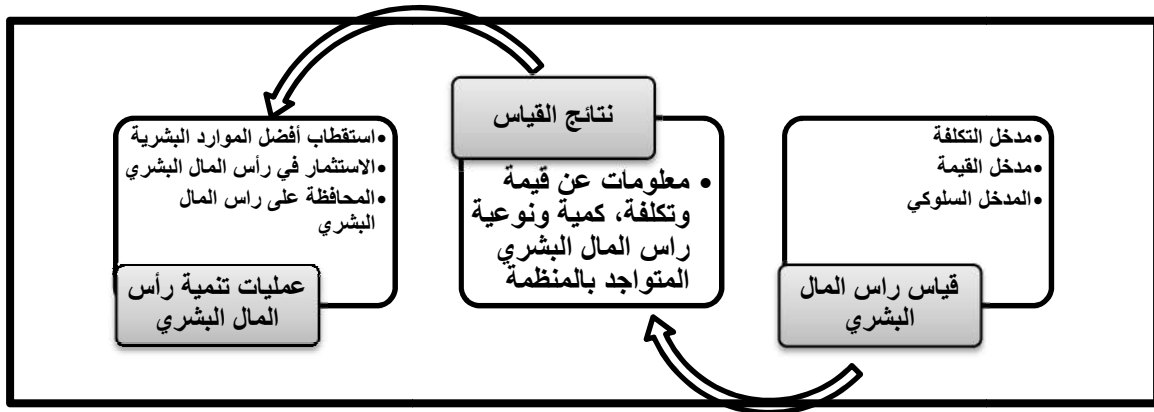 •مدخل التكلفة
•مدخل القيمة
•المدخل السلوكي
قياس راس المال
البشري
نتائج القياس
• معلومات عن قيمة
وتكلفة، كمية ونوعية
راس المال البشري
المتواجد بالمنظمة
•استقطاب أفضل الموارد البشرية
•الاستثمار في رأس المال البشري
•المحافظة على راس المال
البشري
عمليات تنمية رأس
المال البشري